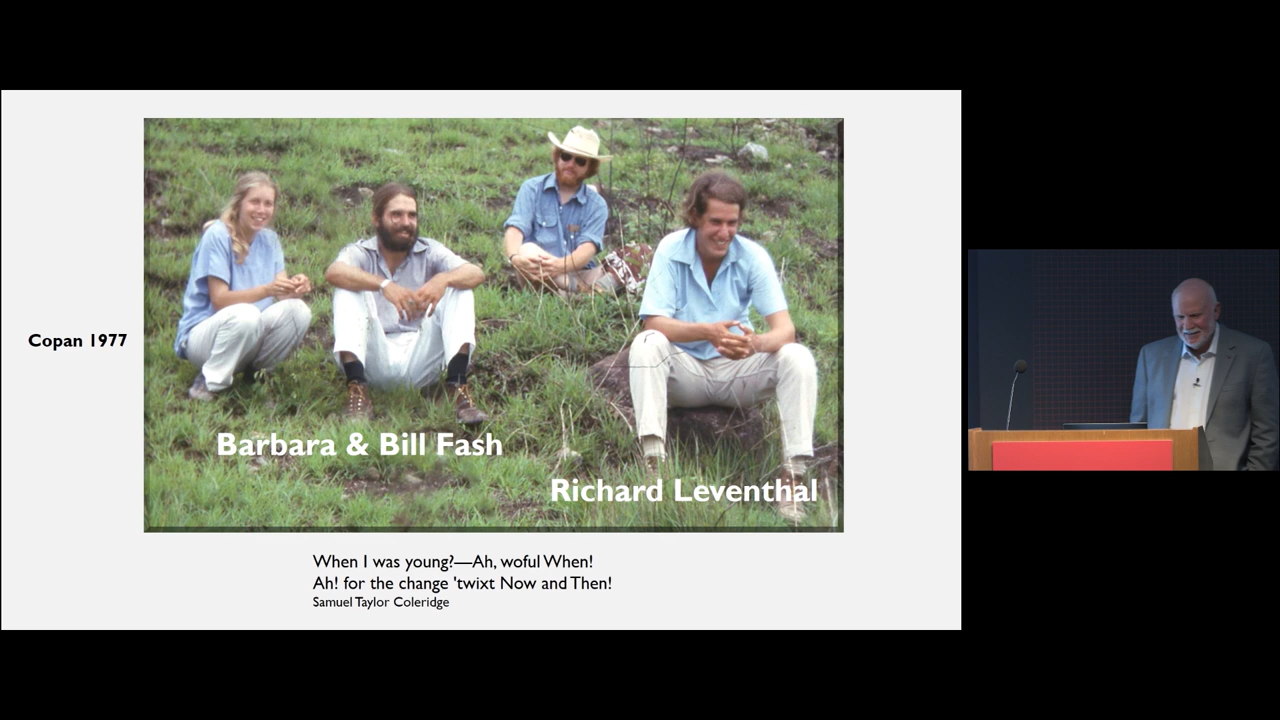 Copan 1977
Barbara & Bill Fash
Richard Leventhal
When I was young?—Ah, woful When!
Ah! for the change 'twixt Now and Then!
Samuel Taylor Coleridge